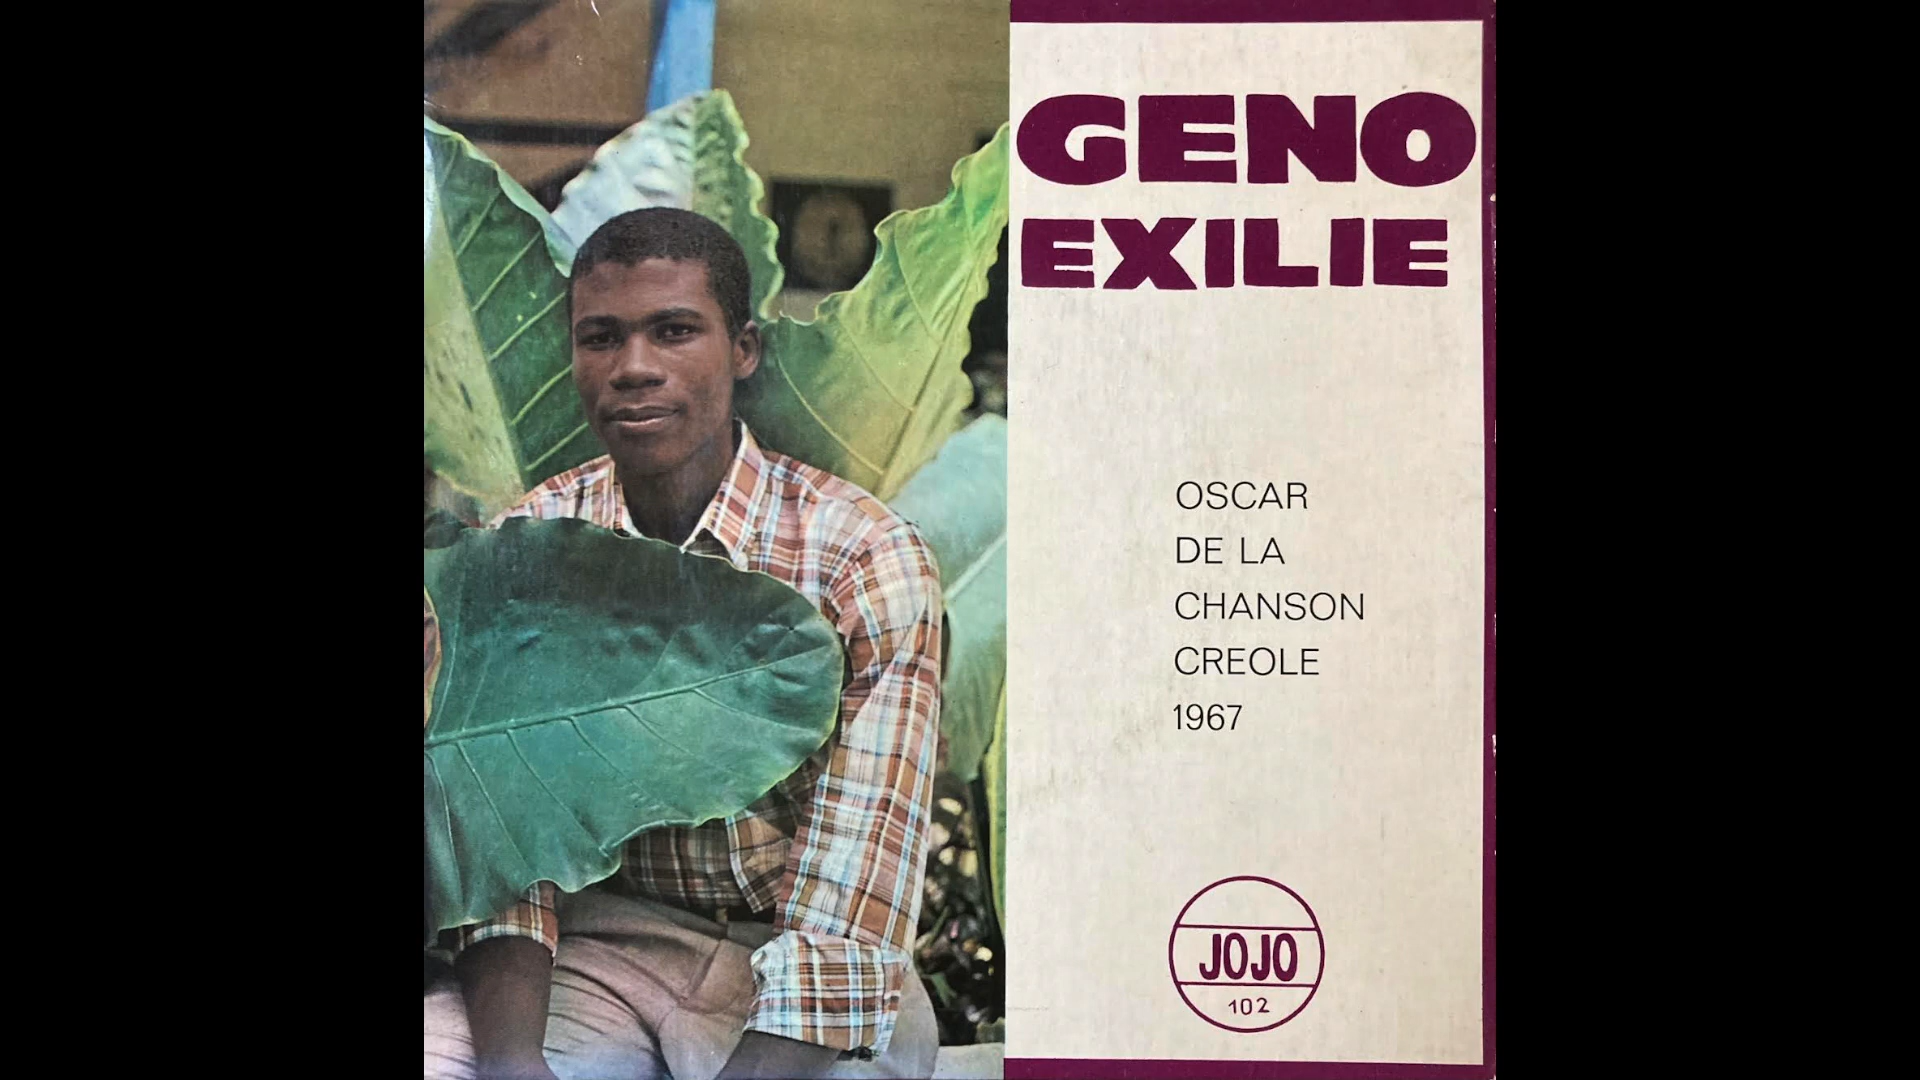 GENO
EXILIE
OSCAR
DE LA
CHANSON
CREOLE
1967
JOJO
102